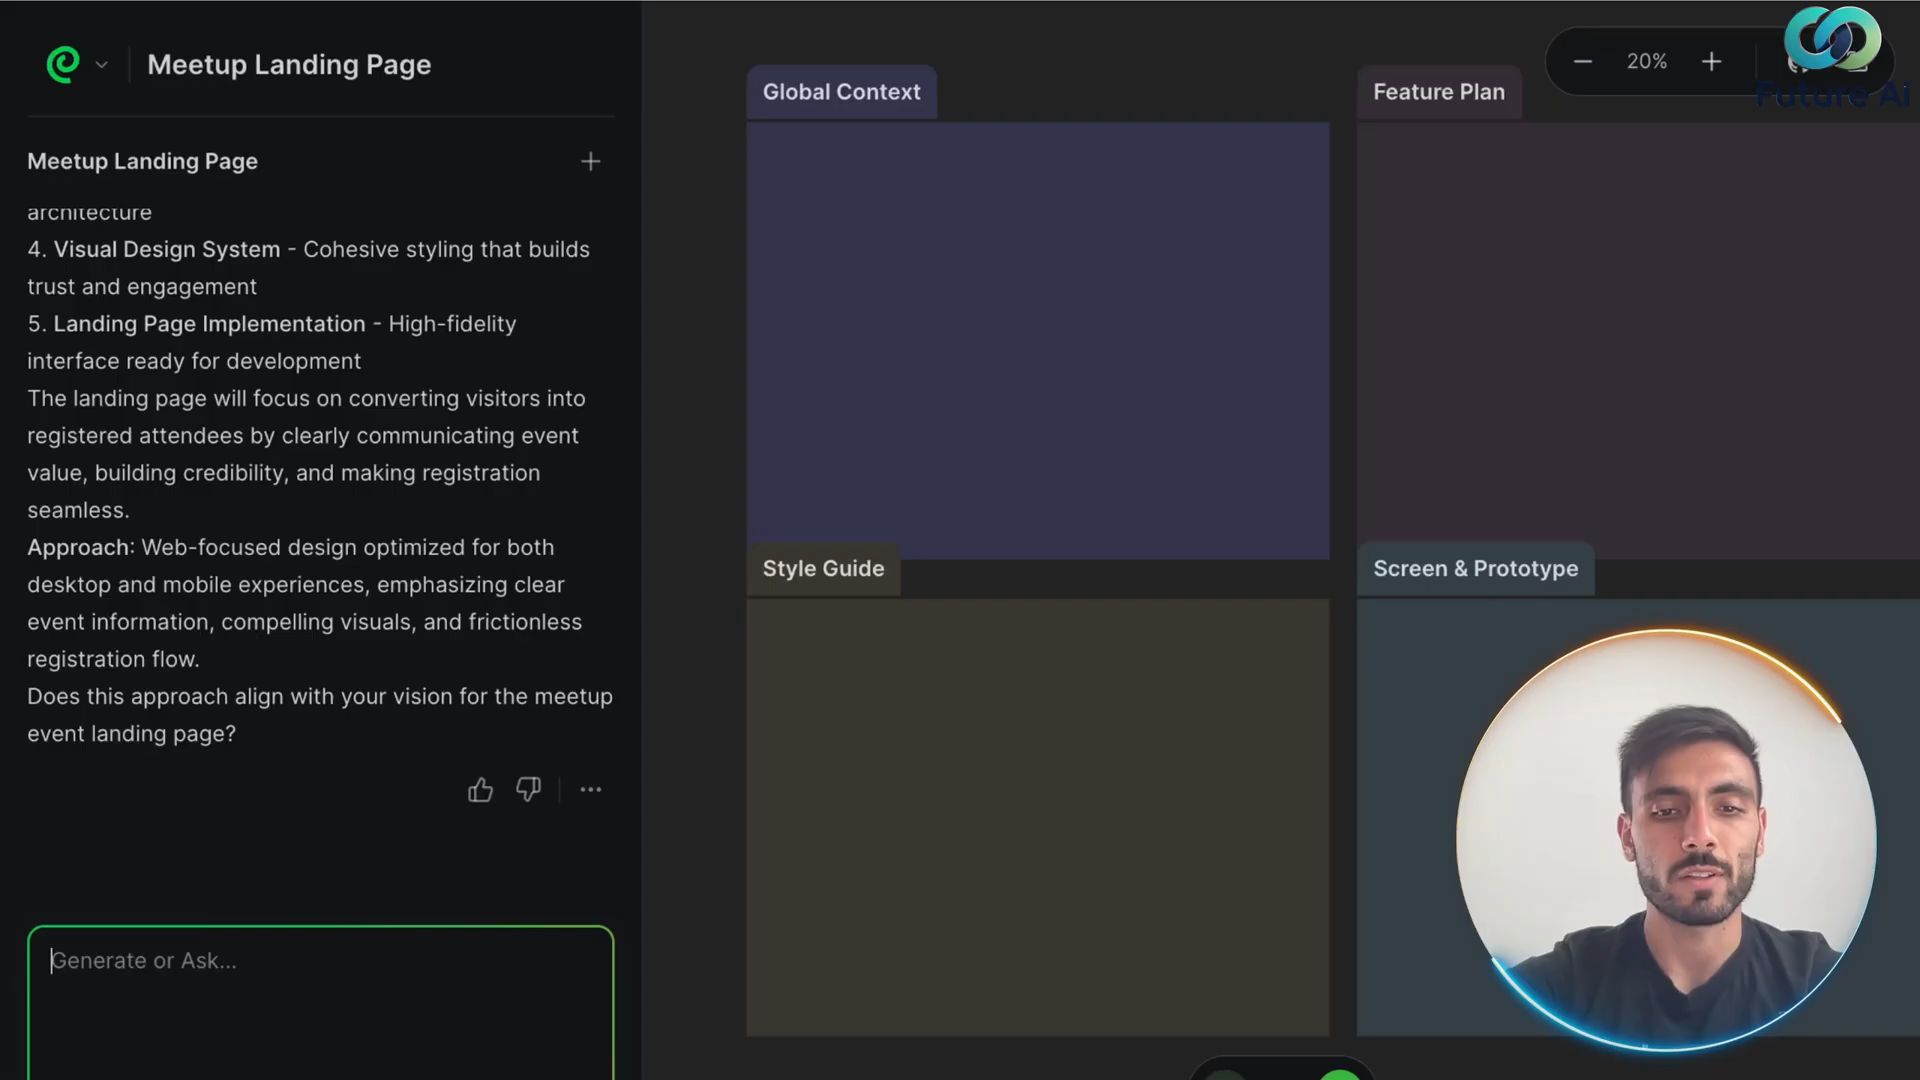 Meetup Landing Page
Meetup Landing Page
architecture
4. Visual Design System - Cohesive styling that builds
trust and engagement
5. Landing Page Implementation - High-fidelity
interface ready for development
The landing page will focus on converting visitors into
registered attendees by clearly communicating event
value, building credibility, and making registration
seamless.
Approach: Web-focused design optimized for both
desktop and mobile experiences, emphasizing clear
event information, compelling visuals, and frictionless
registration flow.
Does this approach align with your vision for the meetup
event landing page?
Generate or Ask...
Global Context
Feature Plan
20%
Future Ai
Style Guide
Screen & Prototype